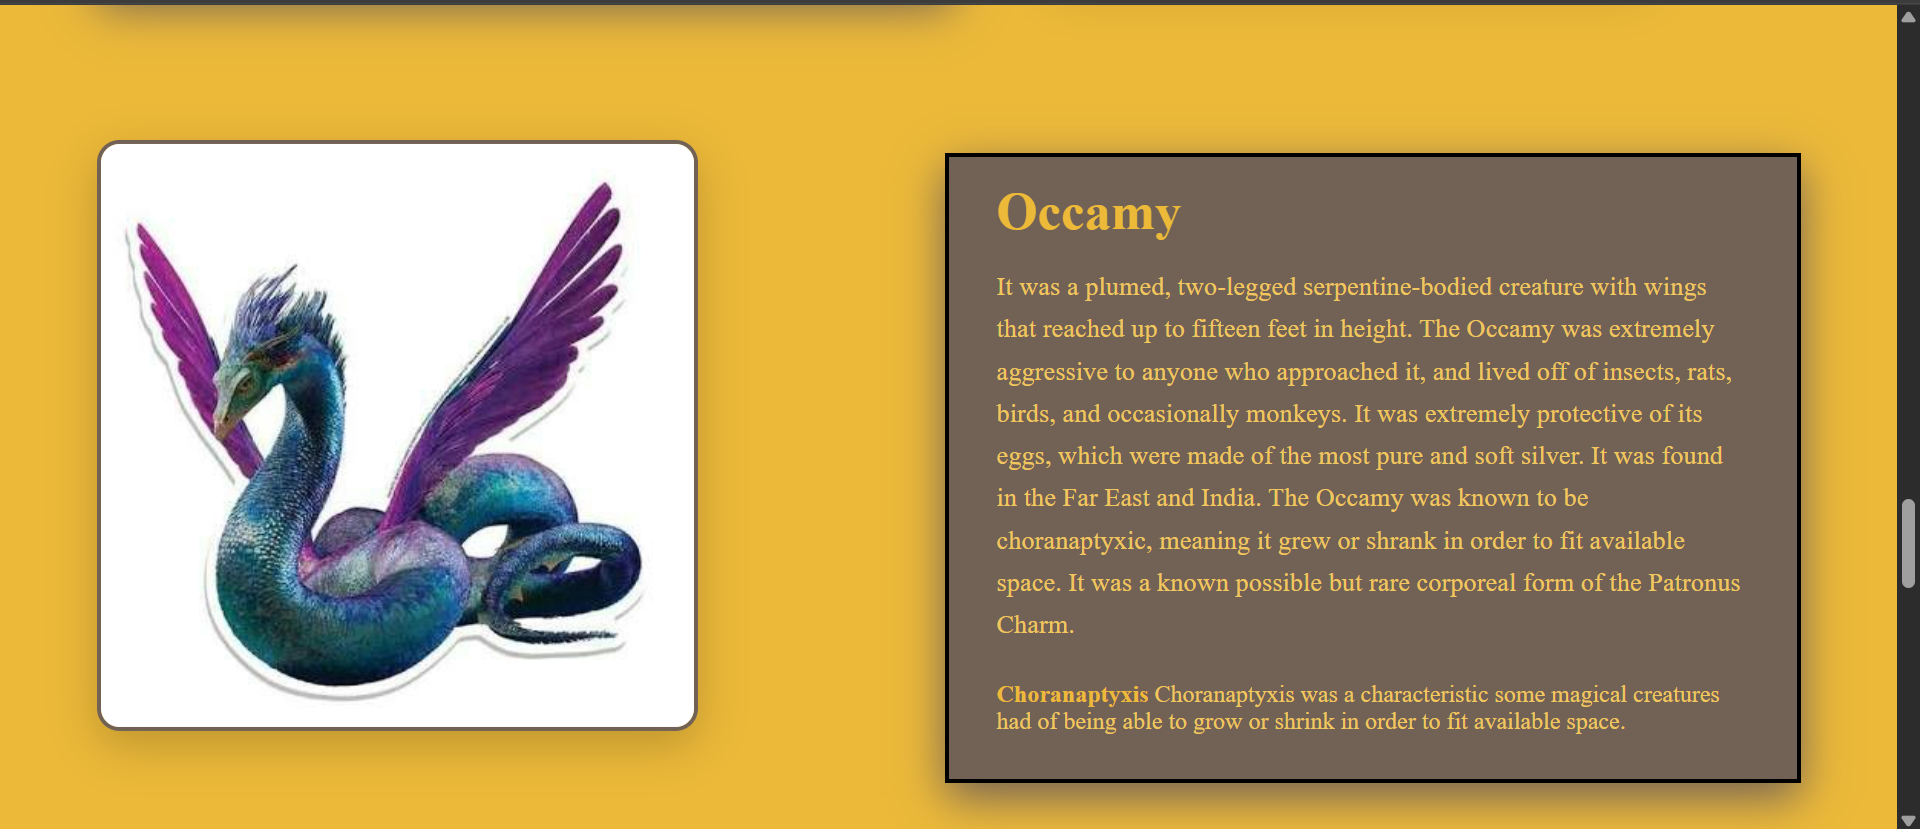 Occamy
It was a plumed, two-legged serpentine-bodied creature with wings
that reached up to fifteen feet in height. The Occamy was extremely
aggressive to anyone who approached it, and lived off of insects, rats,
birds, and occasionally monkeys. It was extremely protective of its
eggs, which were made of the most pure and soft silver. It was found
in the Far East and India. The Occamy was known to be
choranaptyxic, meaning it grew or shrank in order to fit available
space. It was a known possible but rare corporeal form of the Patronus
Charm.
Choranaptyxis Choranaptyxis was a characteristic some magical creatures
had of being able to grow or shrink in order to fit available space.